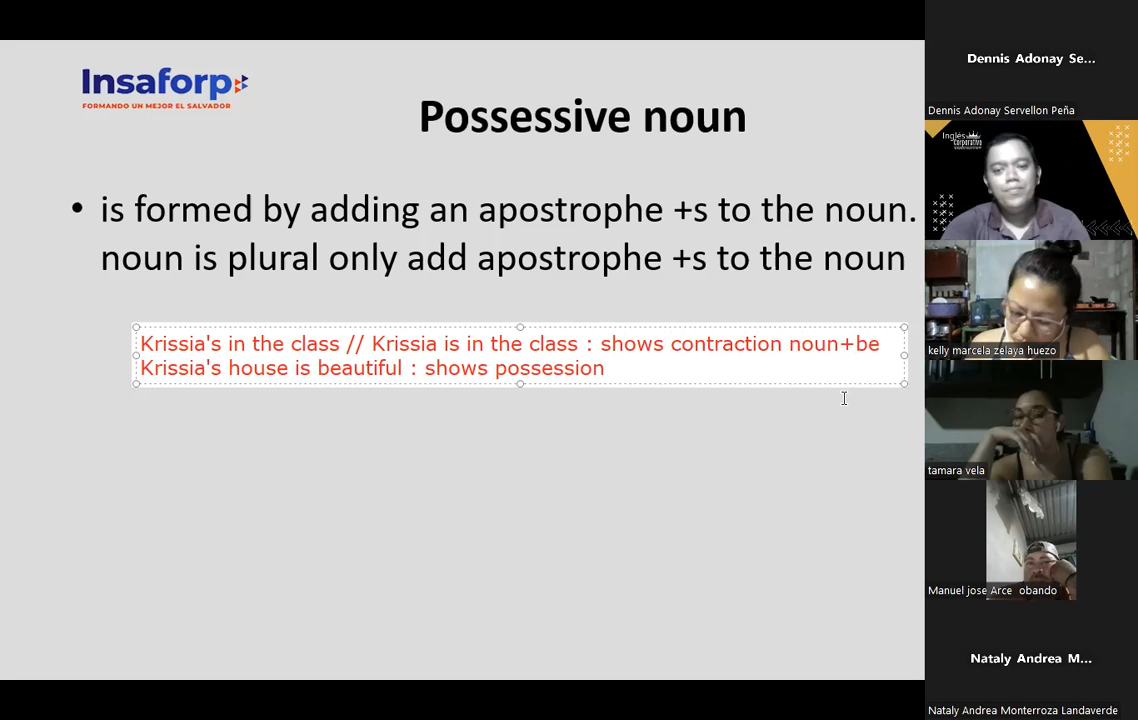 Insaforp
FORMANDO UN MEJOR EL SALVADOR
Possessive noun
• is formed by adding an apostrophe +s to the noun.
noun is plural only add apostrophe +s to the noun
Krissia's in the class // Krissia is in the class : shows contraction noun+be
Krissia's house is beautiful : shows possession
Dennis Adonay Se...
Dennis Adonay Servellon Peña
Inglés
Corporativo
kelly marcela zelaya huezo
tamara vela
Manuel jose Arce obando
Nataly Andrea M...
Nataly Andrea Monterroza Landaverde